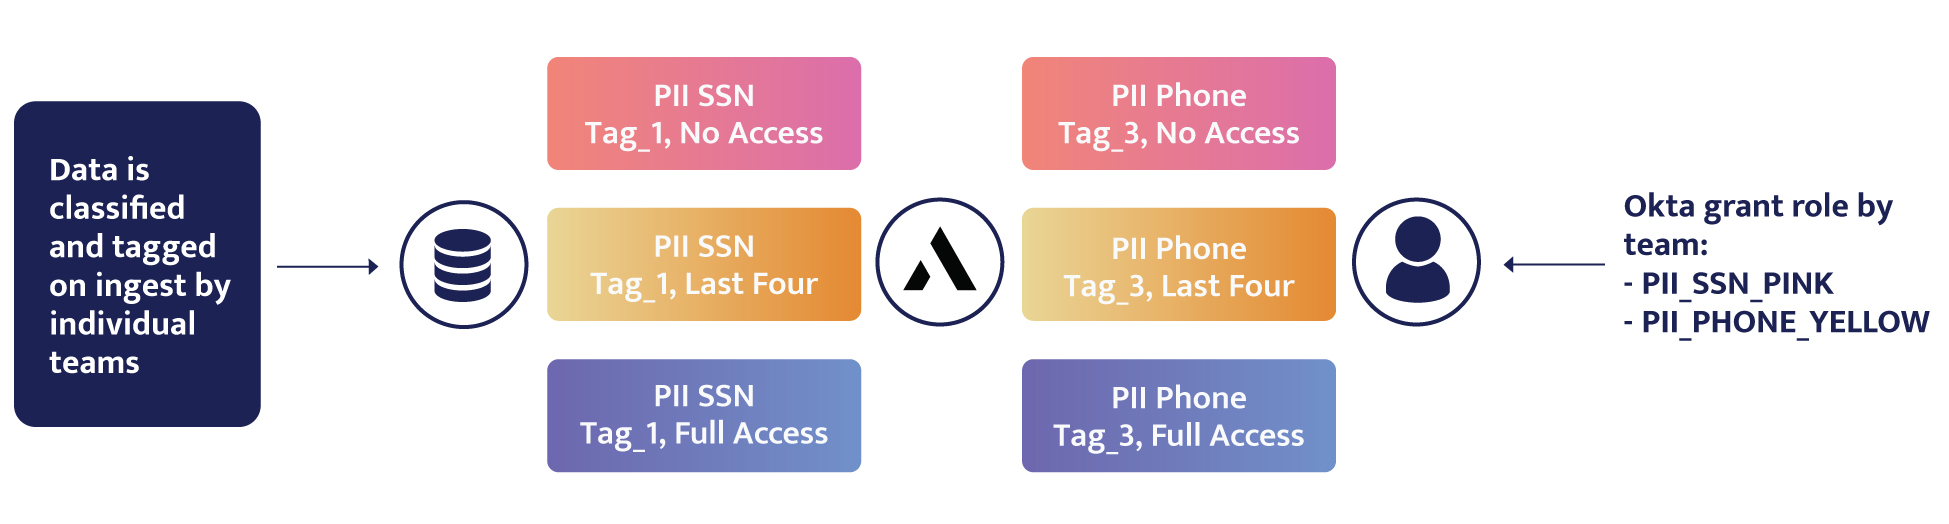 Data is
classified
and tagged
on ingest by
individual
teams
PII SSN
Tag_1, No Access
PII SSN
Tag_1, Last Four
PII SSN
Tag_1, Full Access
PII Phone
Tag_3, No Access
PII Phone
Tag_3, Last Four
PII Phone
Tag_3, Full Access
Okta grant role by
team:
- PII_SSN_PINK
- PII_PHONE_YELLOW